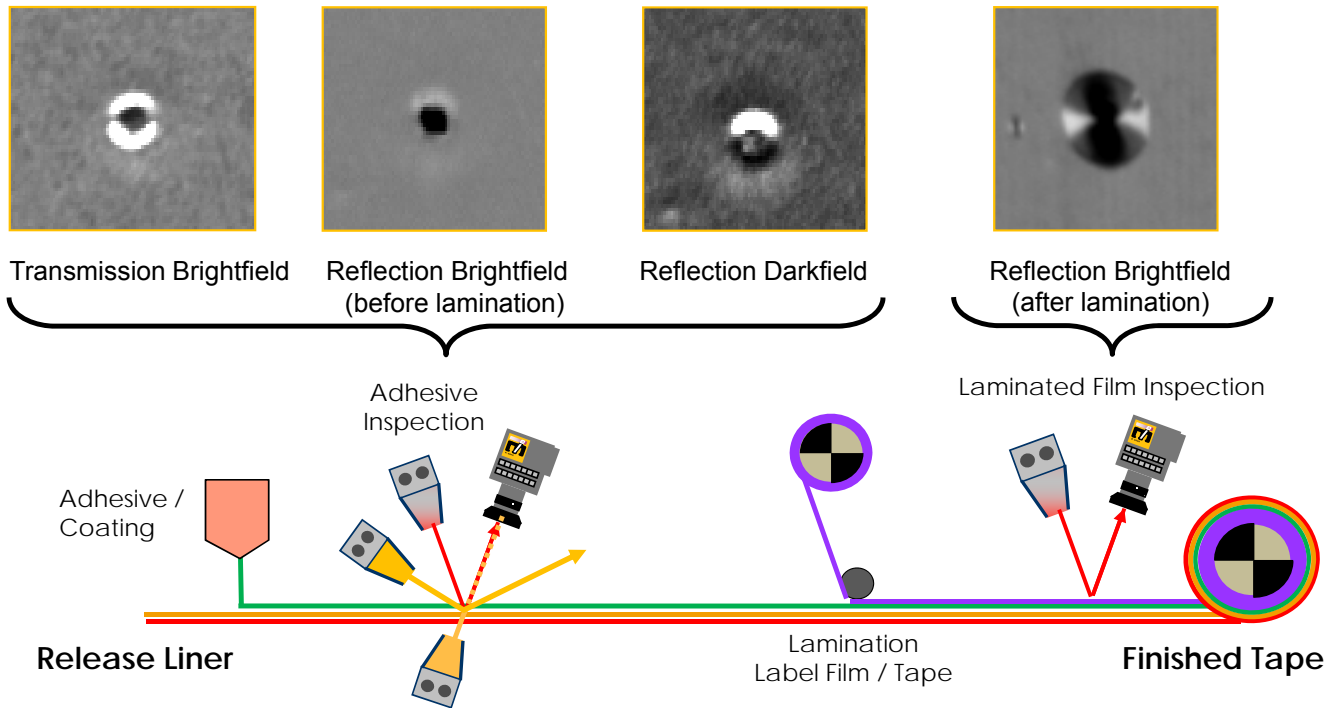 Transmission Brightfield
Reflection Brightfield
(before lamination)
Reflection Darkfield
Reflection Brightfield
(after lamination)
Adhesive
Inspection
Laminated Film Inspection
Adhesive /
Coating
Release Liner
Lamination
Label Film / Tape
Finished Tape